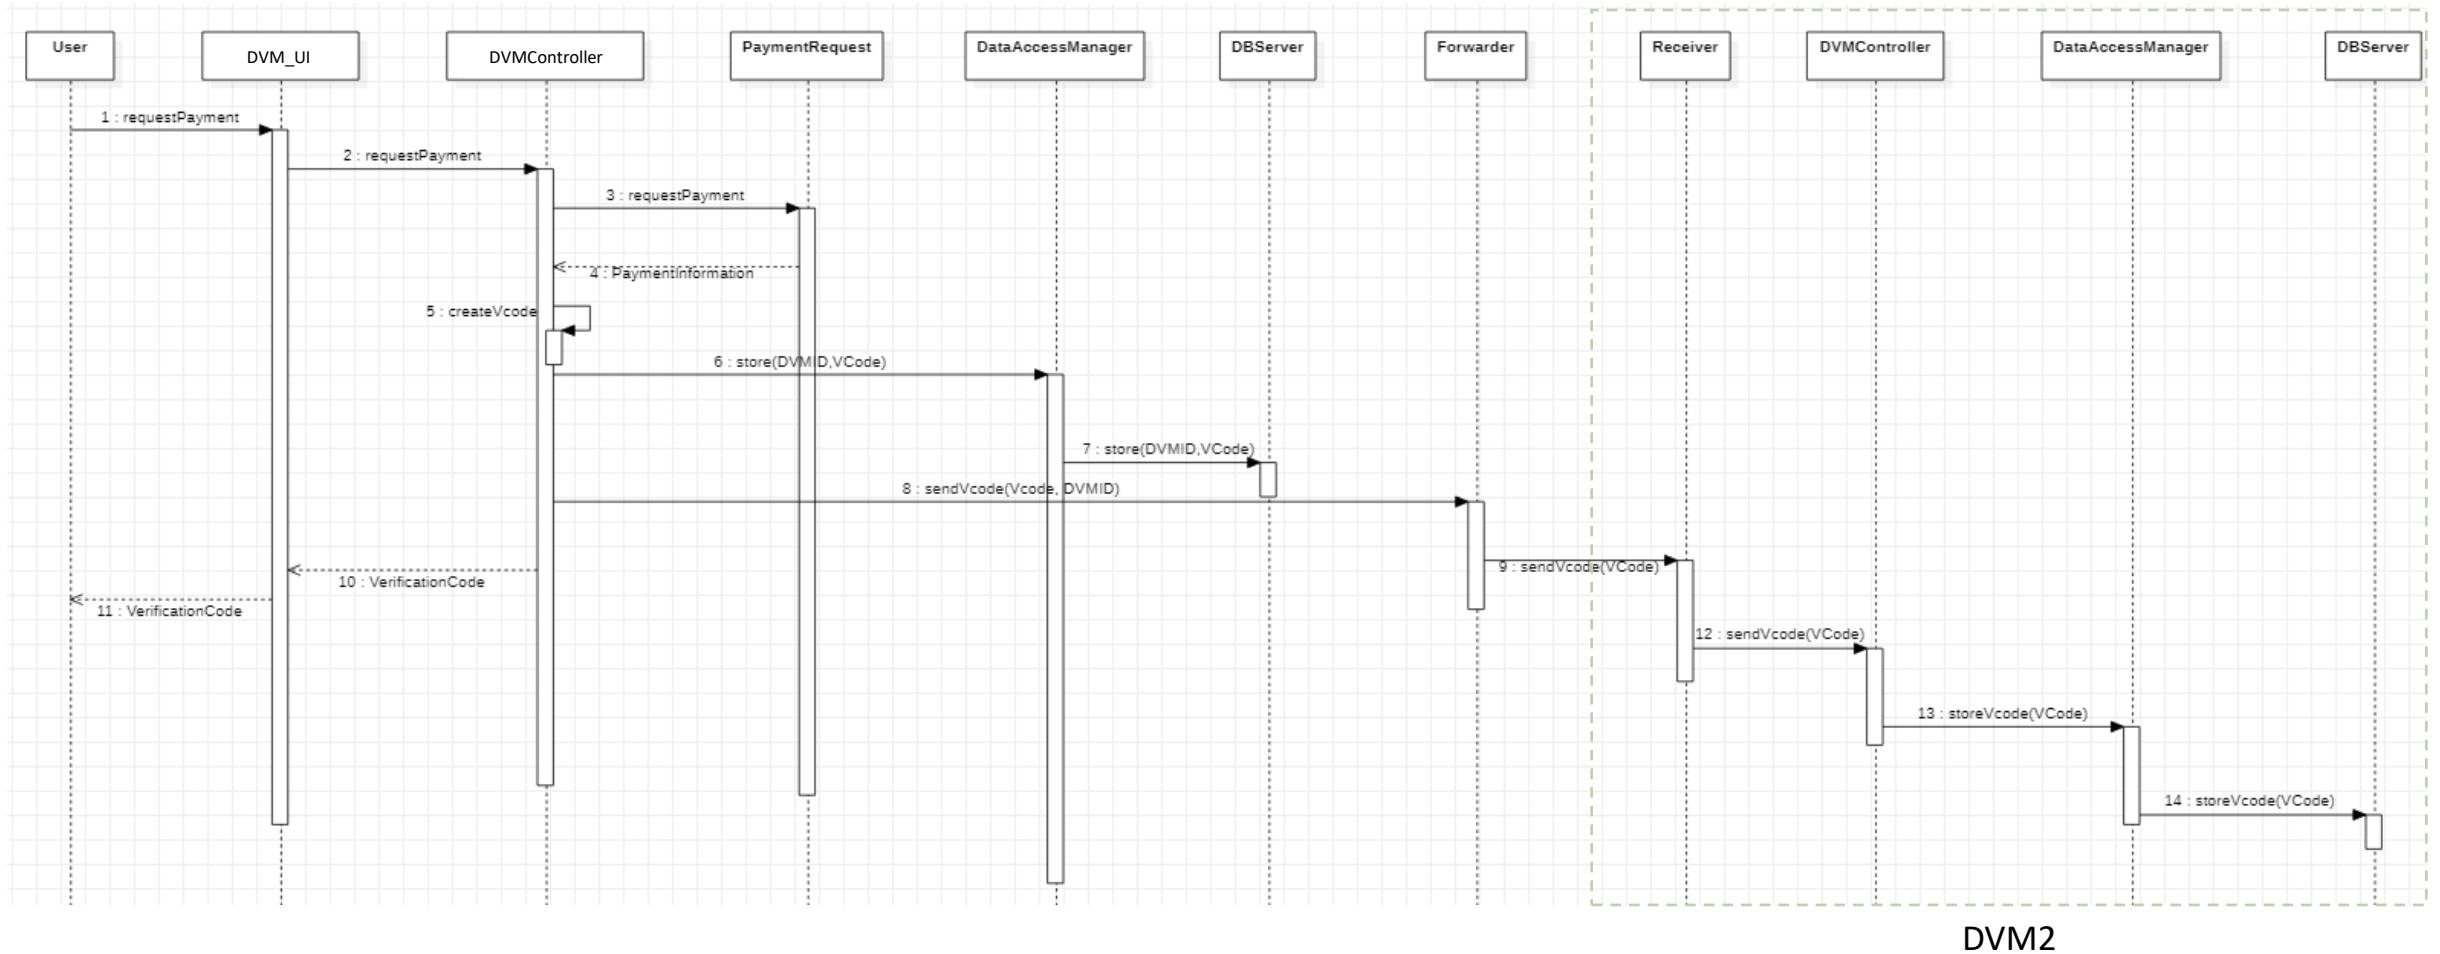 User
DVM_UI
DVMController
PaymentRequest
DataAccessManager
DBServer
Forwarder
Receiver
DVMController
DataAccessManager
DBServer
1 : requestPayment
2 : requestPayment
3 : requestPayment
4 : PaymentInformation
5 : createVcode
6 : store(DVMID,VCode)
7 : store(DVMID,VCode)
8 : sendVcode(Vcode, DVMID)
9 : sendVcode(VCode)
10 : VerificationCode
11 : VerificationCode
12 : sendVcode(VCode)
13 : storeVcode(VCode)
14 : storeVcode(VCode)
DVM2